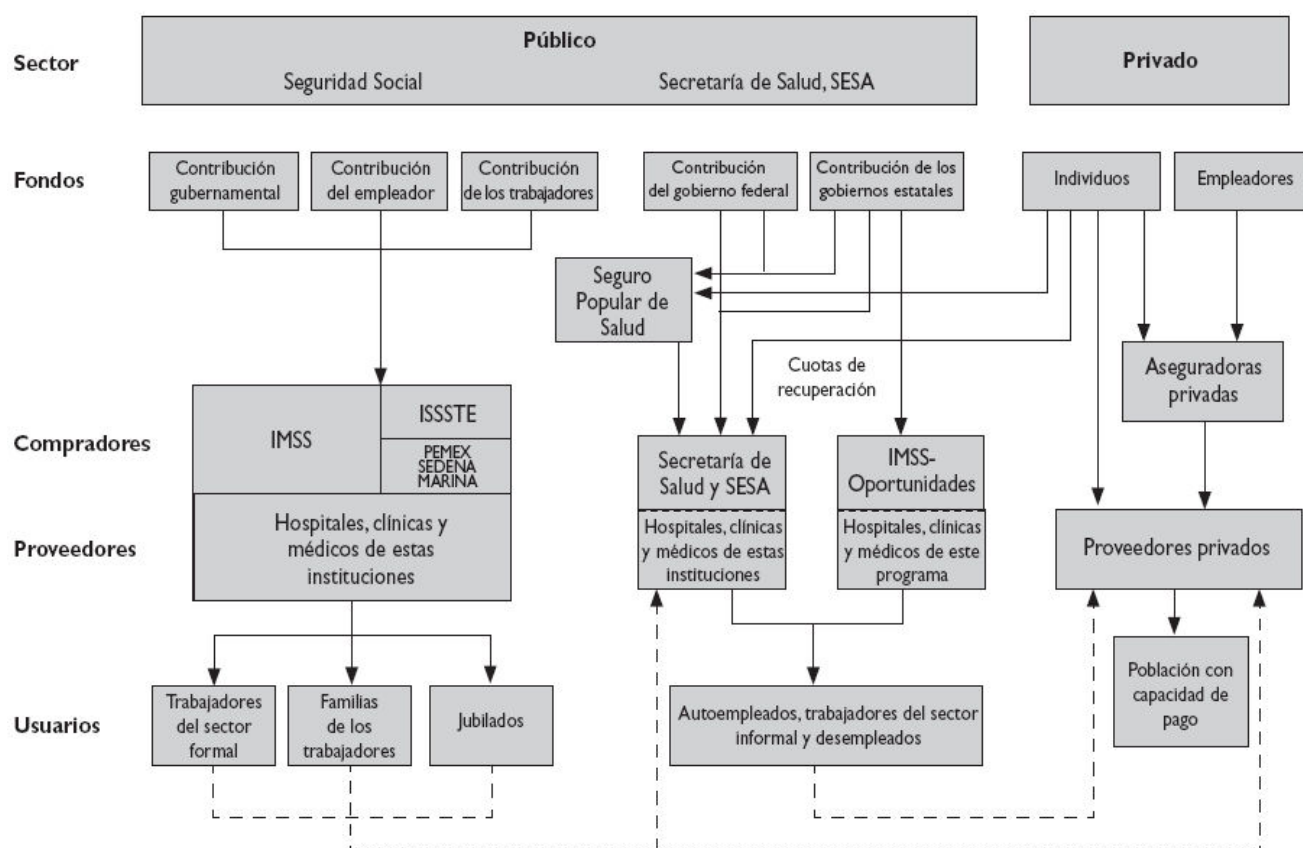 Sector
Público
Seguridad Social
Secretaría de Salud, SESA
Privado
Fondos
Contribución
gubernamental
Contribución
del empleador
Contribución
de los trabajadores
Contribución
del gobierno federal
Contribución de los
gobiernos estatales
Individuos
Empleadores
Seguro
Popular de
Salud
Cuotas de
recuperación
Aseguradoras
privadas
Compradores
IMSS
ISSSTE
PEMEX
SEDENA
MARINA
Secretaría de
Salud y SESA
IMSS-
Oportunidades
Proveedores
Hospitales, clínicas y
médicos de estas
instituciones
Hospitales, clínicas
y médicos de estas
instituciones
Hospitales, clínicas
y médicos de este
programa
Proveedores privados
Usuarios
Trabajadores
del sector
formal
Familias
de los
trabajadores
Jubilados
Autoempleados, trabajadores del sector
informal y desempleados
Población con
capacidad de
pago